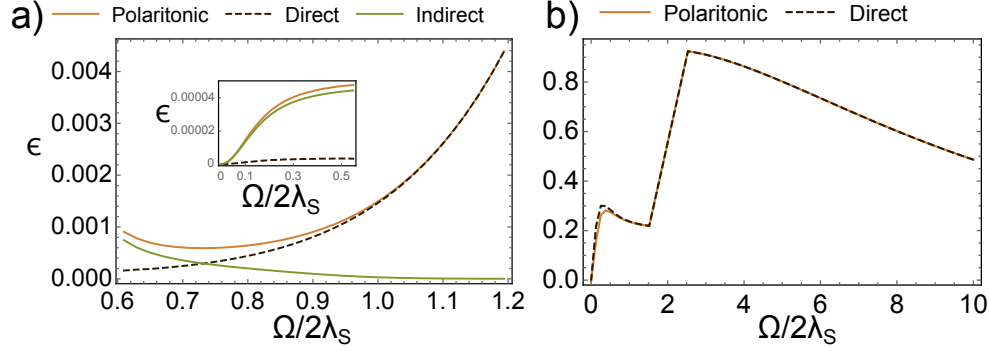 a) Polaritonic Direct Indirect
0.004
0.003
0.002
0.001
0.000
ϵ
0.6 0.7 0.8 0.9 1.0 1.1 1.2
Ω/2λS
0.00004
0.00002
0
ϵ
0 0.1 0.3 0.5
Ω/2λS
b) Polaritonic Direct
0.8
0.6
0.4
0.2
0.0
0 2 4 6 8 10
Ω/2λS